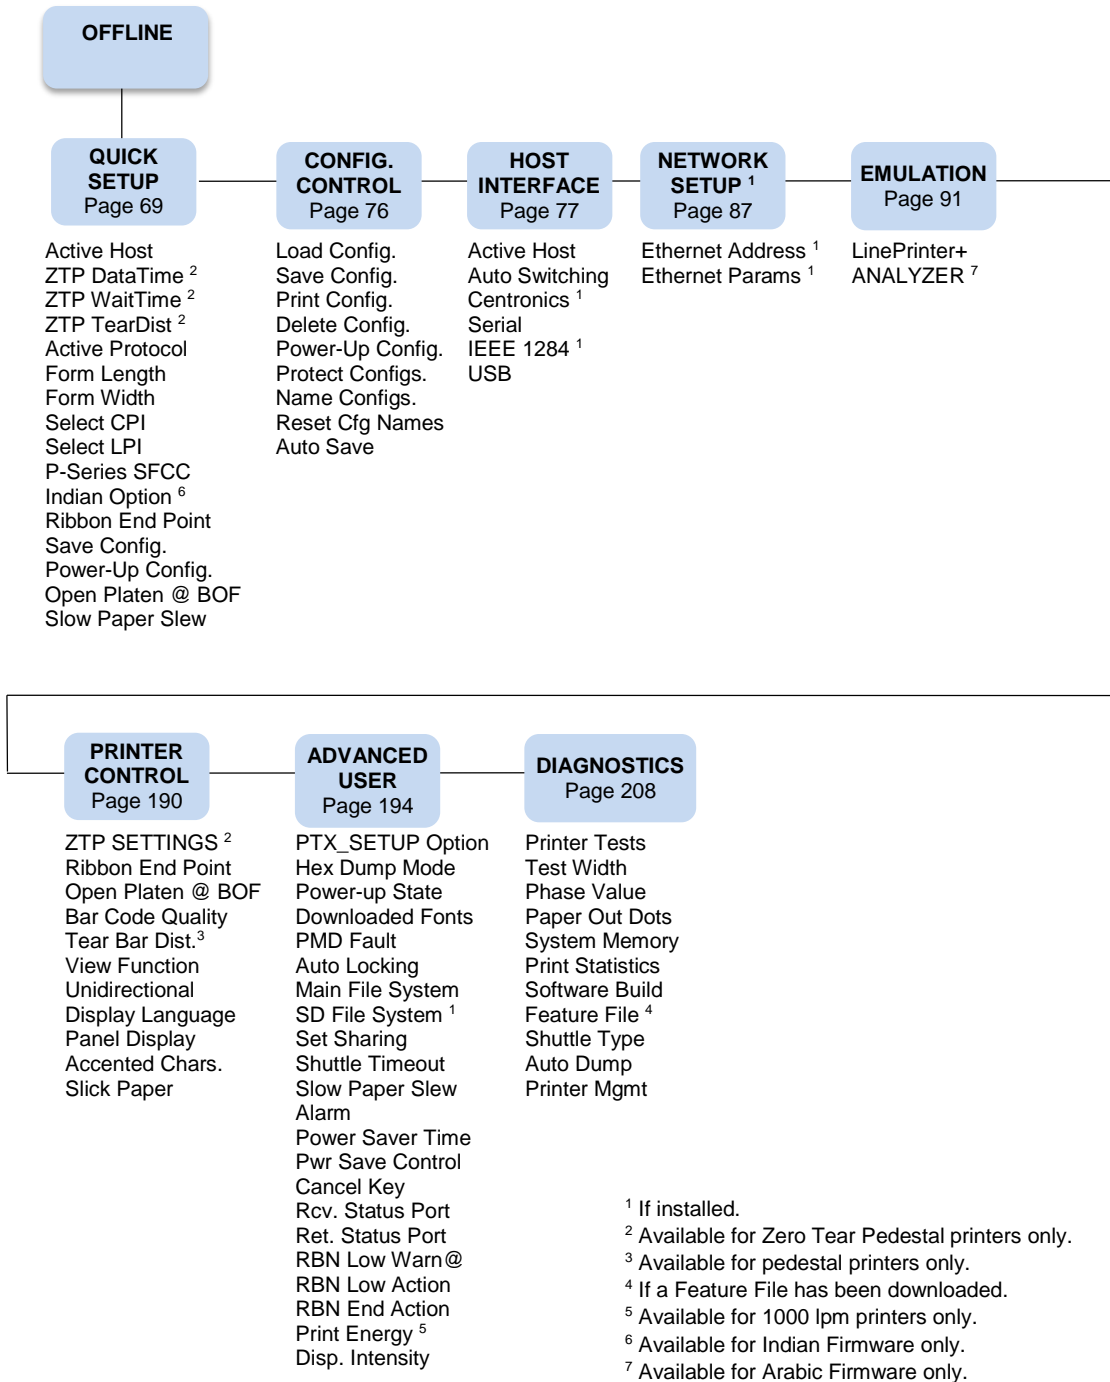 OFFLINE
QUICK
SETUP
Page 69
Active Host
ZTP DataTime ²
ZTP WaitTime ²
ZTP TearDist ²
Active Protocol
Form Length
Form Width
Select CPI
Select LPI
P-Series SFCC
Indian Option ⁶
Ribbon End Point
Save Config.
Power-Up Config.
Open Platen @ BOF
Slow Paper Slew
CONFIG.
CONTROL
Page 76
Load Config.
Save Config.
Print Config.
Delete Config.
Power-Up Config.
Protect Configs.
Name Configs.
Reset Cfg Names
Auto Save
HOST
INTERFACE
Page 77
Active Host
Auto Switching
Centronics ¹
Serial
IEEE 1284 ¹
USB
NETWORK
SETUP ¹
Page 87
Ethernet Address ¹
Ethernet Params ¹
EMULATION
Page 91
LinePrinter+
ANALYZER ⁷
PRINTER
CONTROL
Page 190
ZTP SETTINGS ²
Ribbon End Point
Open Platen @ BOF
Bar Code Quality
Tear Bar Dist.³
View Function
Unidirectional
Display Language
Panel Display
Accented Chars.
Slick Paper
ADVANCED
USER
Page 194
PTX_SETUP Option
Hex Dump Mode
Power-up State
Downloaded Fonts
PMD Fault
Auto Locking
Main File System
SD File System ¹
Set Sharing
Shuttle Timeout
Slow Paper Slew
Alarm
Power Saver Time
Pwr Save Control
Cancel Key
Rcv. Status Port
Ret. Status Port
RBN Low Warn@
RBN Low Action
RBN End Action
Print Energy ⁵
Disp. Intensity
DIAGNOSTICS
Page 208
Printer Tests
Test Width
Phase Value
Paper Out Dots
System Memory
Print Statistics
Software Build
Feature File ⁴
Shuttle Type
Auto Dump
Printer Mgmt
¹ If installed.
² Available for Zero Tear Pedestal printers only.
³ Available for pedestal printers only.
⁴ If a Feature File has been downloaded.
⁵ Available for 1000 lpm printers only.
⁶ Available for Indian Firmware only.
⁷ Available for Arabic Firmware only.